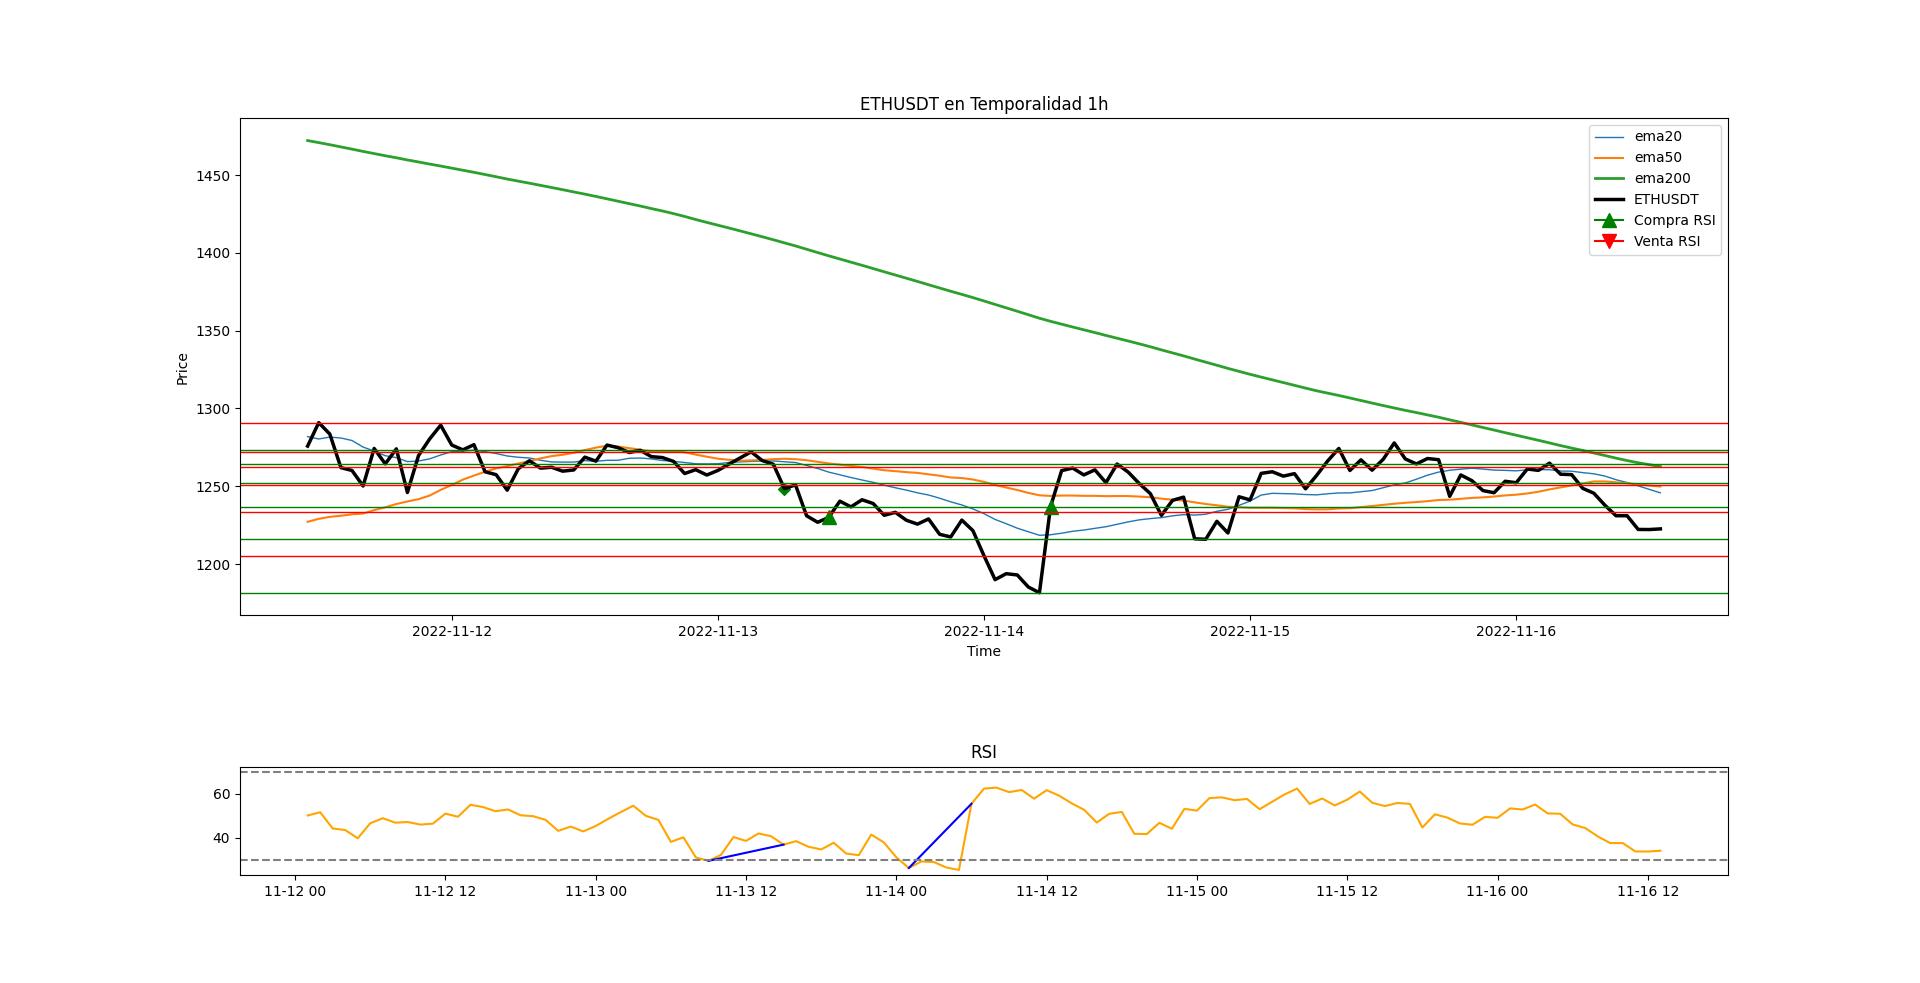 ETHUSDT en Temporalidad 1h
ema20
ema50
ema200
ETHUSDT
Compra RSI
Venta RSI
1450
1400
1350
1300
1250
1200
Price
2022-11-12 2022-11-13 2022-11-14 2022-11-15 2022-11-16
Time
RSI
60
40
11-12 00 11-12 12 11-13 00 11-13 12 11-14 00 11-14 12 11-15 00 11-15 12 11-16 00 11-16 12